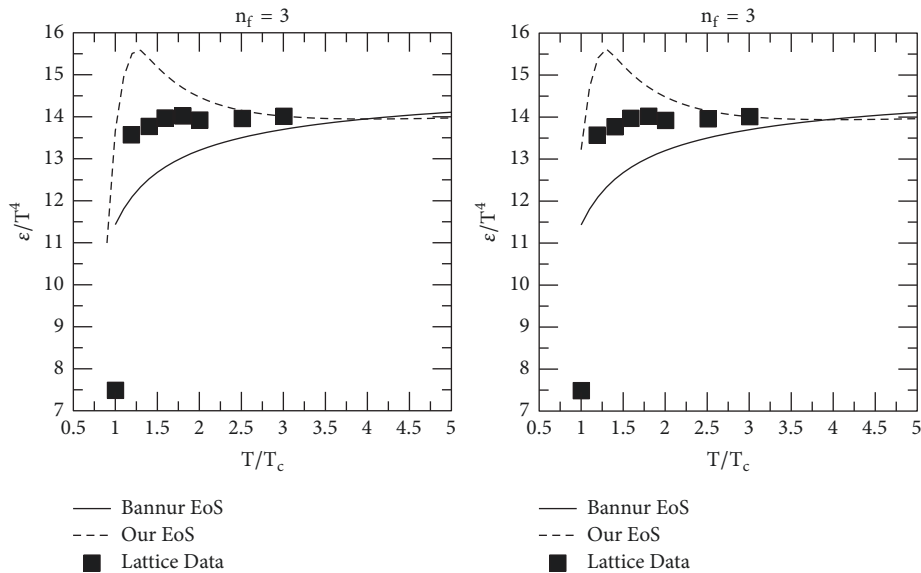 n_f = 3
16
15
14
13
12
11
10
9
8
7
ε/T^4
0.5 1 1.5 2 2.5 3 3.5 4 4.5 5
T/T_c
Bannur EoS
Our EoS
Lattice Data
n_f = 3
16
15
14
13
12
11
10
9
8
7
ε/T^4
0.5 1 1.5 2 2.5 3 3.5 4 4.5 5
T/T_c
Bannur EoS
Our EoS
Lattice Data